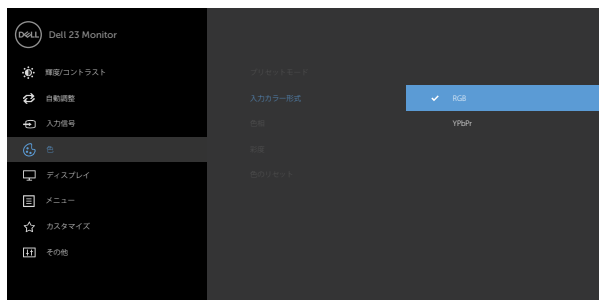 DELL
Dell 23 Monitor
輝度/コントラスト
自動調整
入力信号
色
ディスプレイ
メニュー
カスタマイズ
その他
プリセットモード
入力カラー形式
色相
彩度
色のリセット
RGB
YPbPr